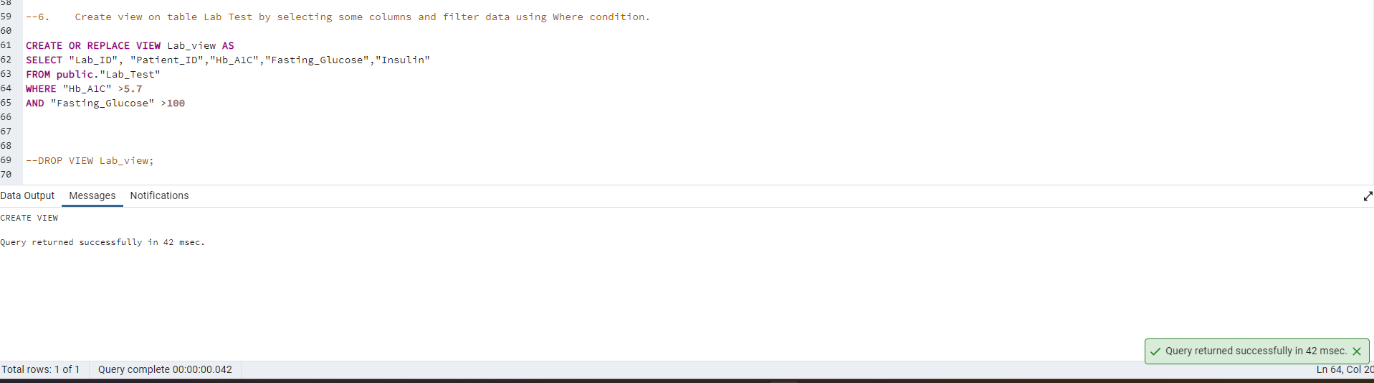 58
59 --6.    Create view on table Lab Test by selecting some columns and filter data using Where condition.
60
61 CREATE OR REPLACE VIEW Lab_view AS
62 SELECT "Lab_ID", "Patient_ID","Hb_A1C","Fasting_Glucose","Insulin"
63 FROM public."Lab_Test"
64 WHERE "Hb_A1C" >5.7
65 AND "Fasting_Glucose" >100
66
67
68
69 --DROP VIEW Lab_view;
70
Data Output Messages Notifications
CREATE VIEW
Query returned successfully in 42 msec.
Query returned successfully in 42 msec.
Total rows: 1 of 1 Query complete 00:00:00.042 Ln 64, Col 20